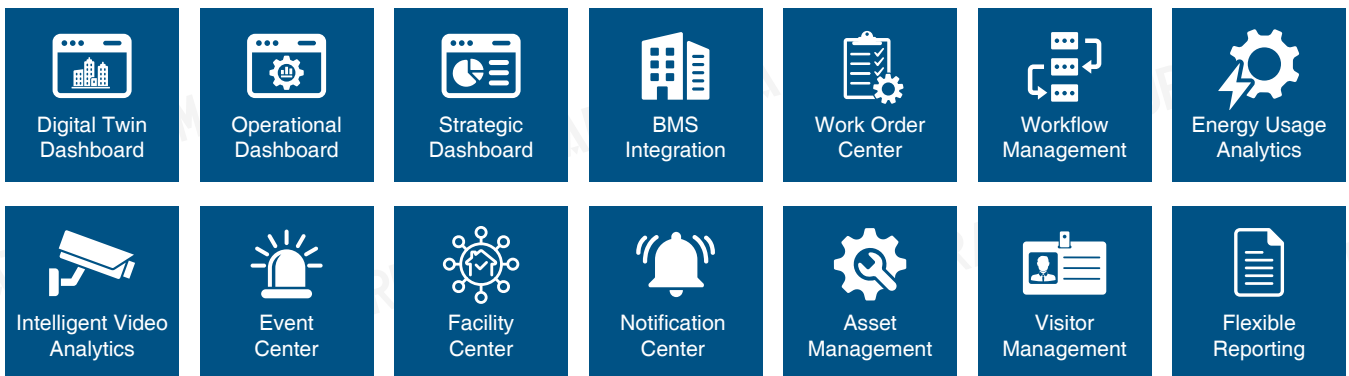 Digital Twin
Dashboard
Operational
Dashboard
Strategic
Dashboard
BMS
Integration
Work Order
Center
Workflow
Management
Energy Usage
Analytics
Intelligent Video
Analytics
Event
Center
Facility
Center
Notification
Center
Asset
Management
Visitor
Management
Flexible
Reporting